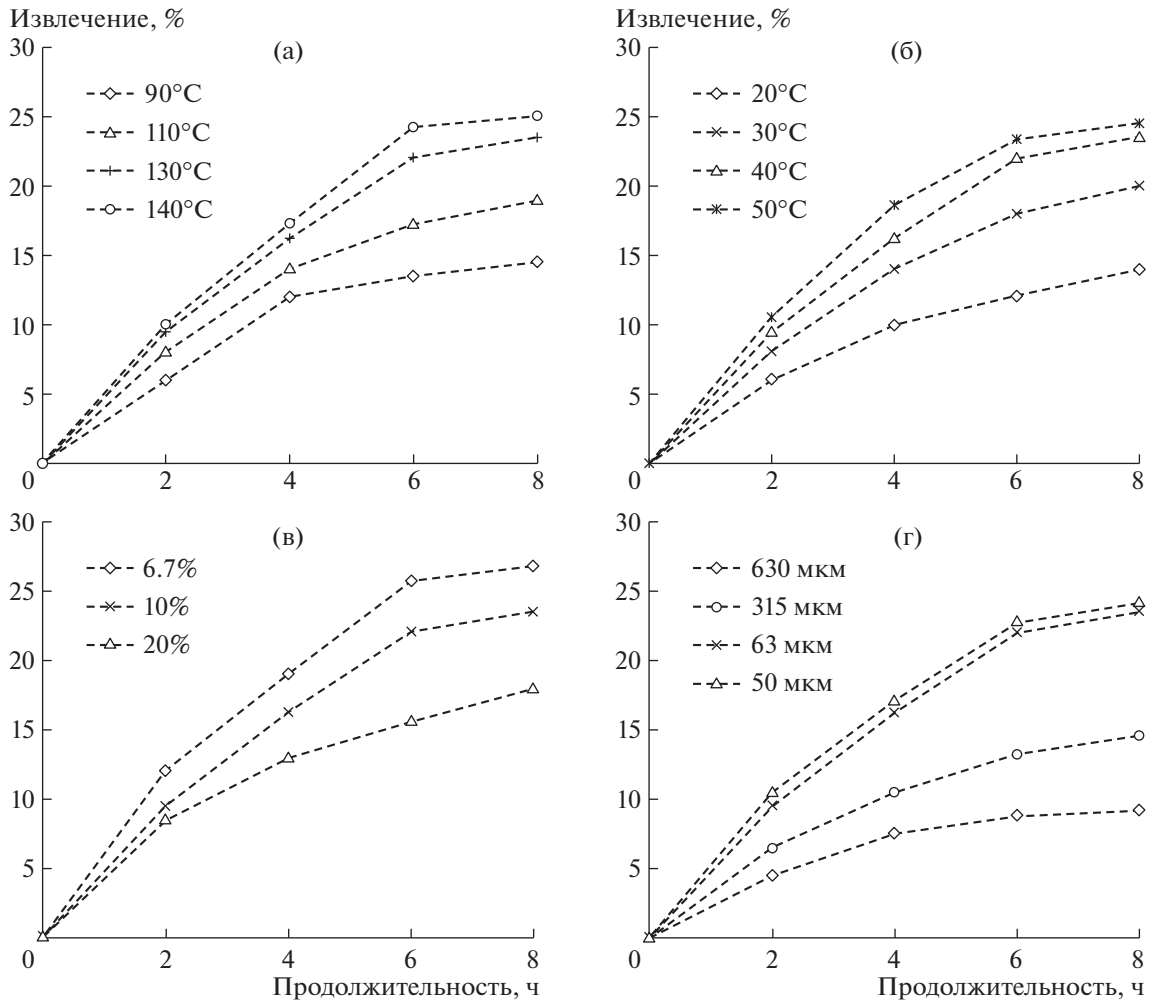 Извлечение, %
30
(а)
90°C
25
110°C
20
130°C
140°C
15
10
5
0
2
4
6
8
Извлечение, %
30
(б)
20°C
25
30°C
20
40°C
50°C
15
10
5
0
2
4
6
8
30
(в)
6.7%
25
10%
20
20%
15
10
5
0
2
4
6
8
Продолжительность, ч
30
(г)
630 мкм
25
315 мкм
20
63 мкм
50 мкм
15
10
5
0
2
4
6
8
Продолжительность, ч